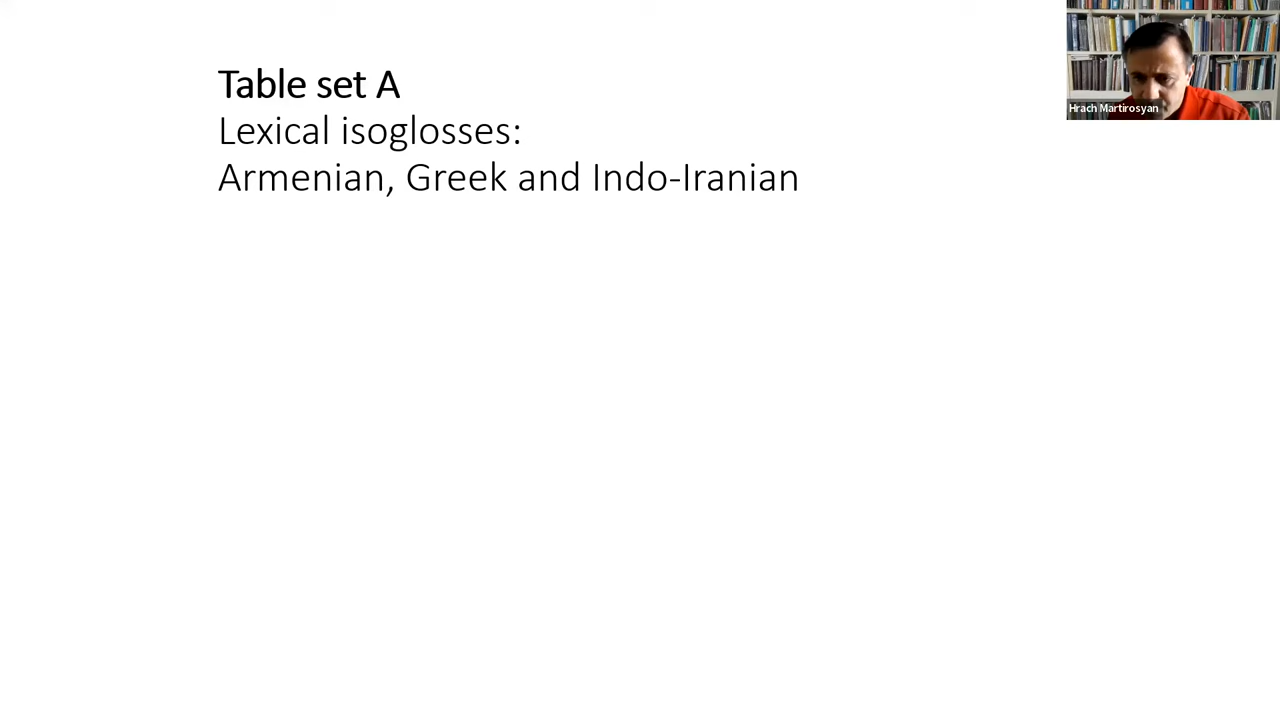 Table set A
Lexical isoglosses:
Armenian, Greek and Indo-Iranian
Hrach Martirosyan